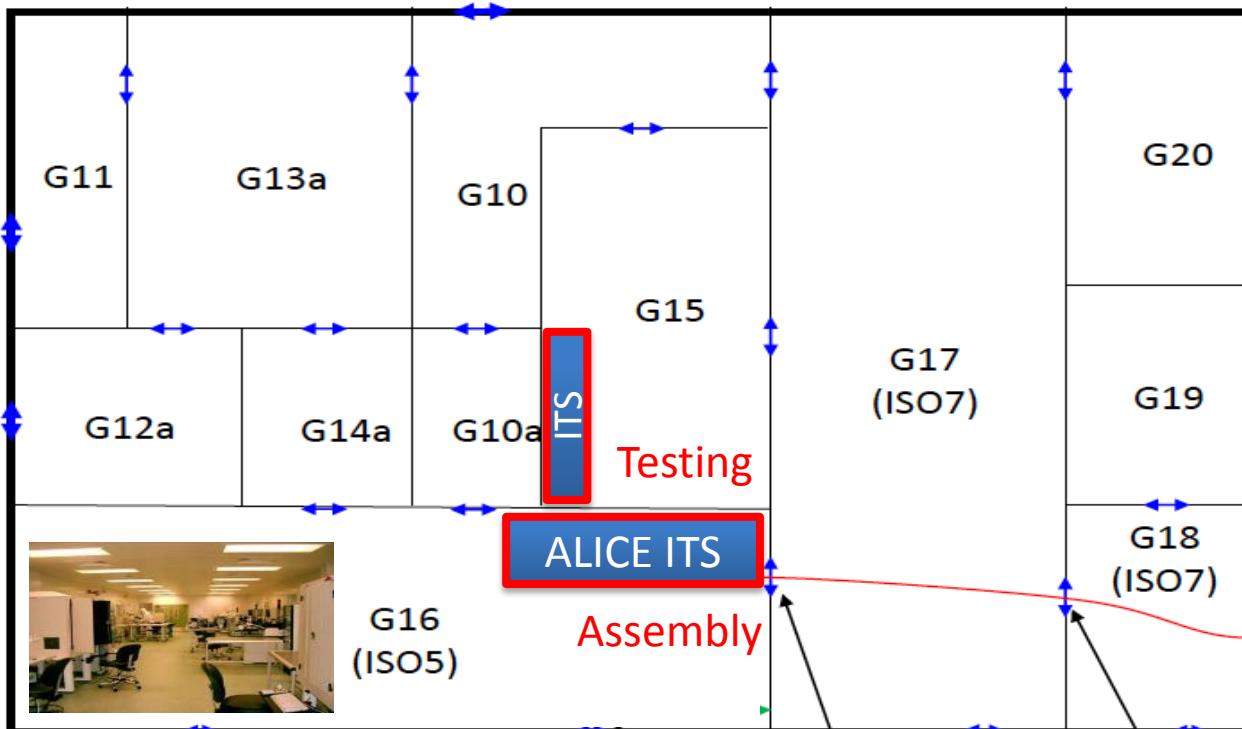 G11
G13a
G10
G20
G15
G17
(ISO7)
G19
G12a
G14a
G10a
ITS
Testing
ALICE ITS
G18
(ISO7)
G16
(ISO5)
Assembly